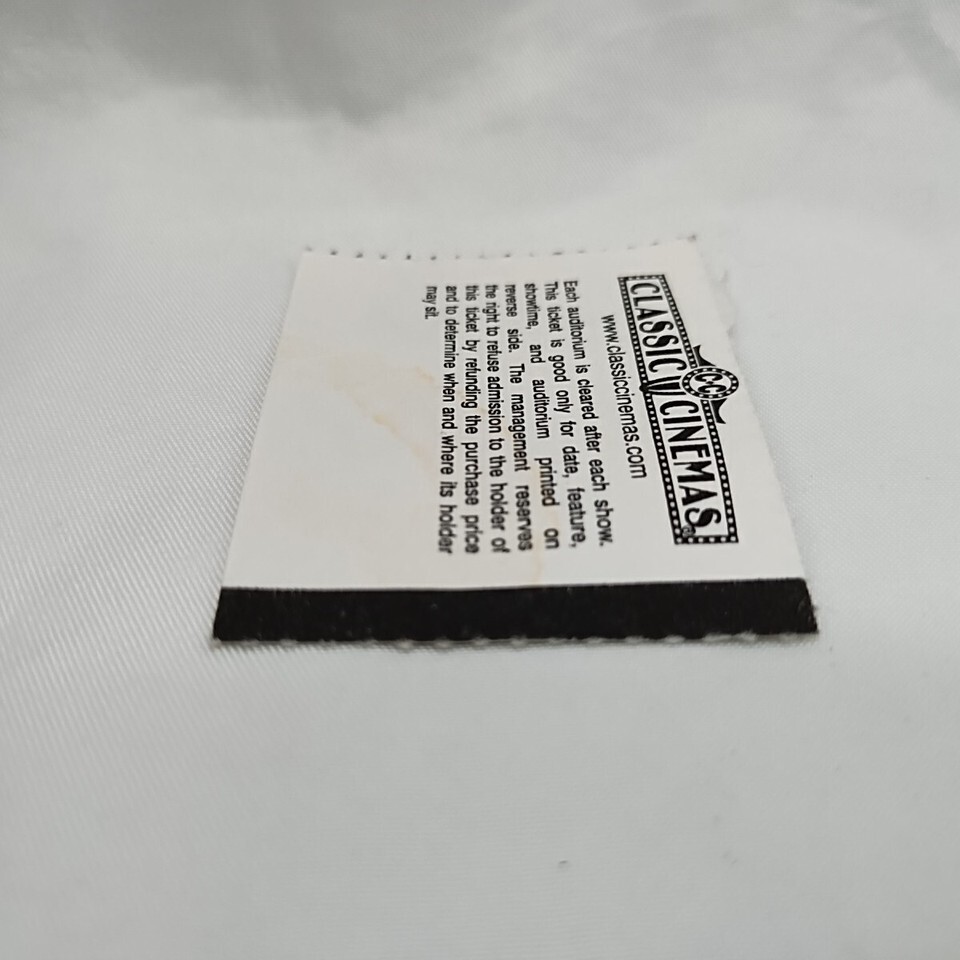 CLASSIC CINEMAS®
CC
www.classiccinemas.com
Each auditorium is cleared after each show.
This ticket is good only for date, feature,
showtime, and auditorium printed on
reverse side. The management reserves
the right to refuse admission to the holder of
this ticket by refunding the purchase price
and to determine when and where its holder
may sit.